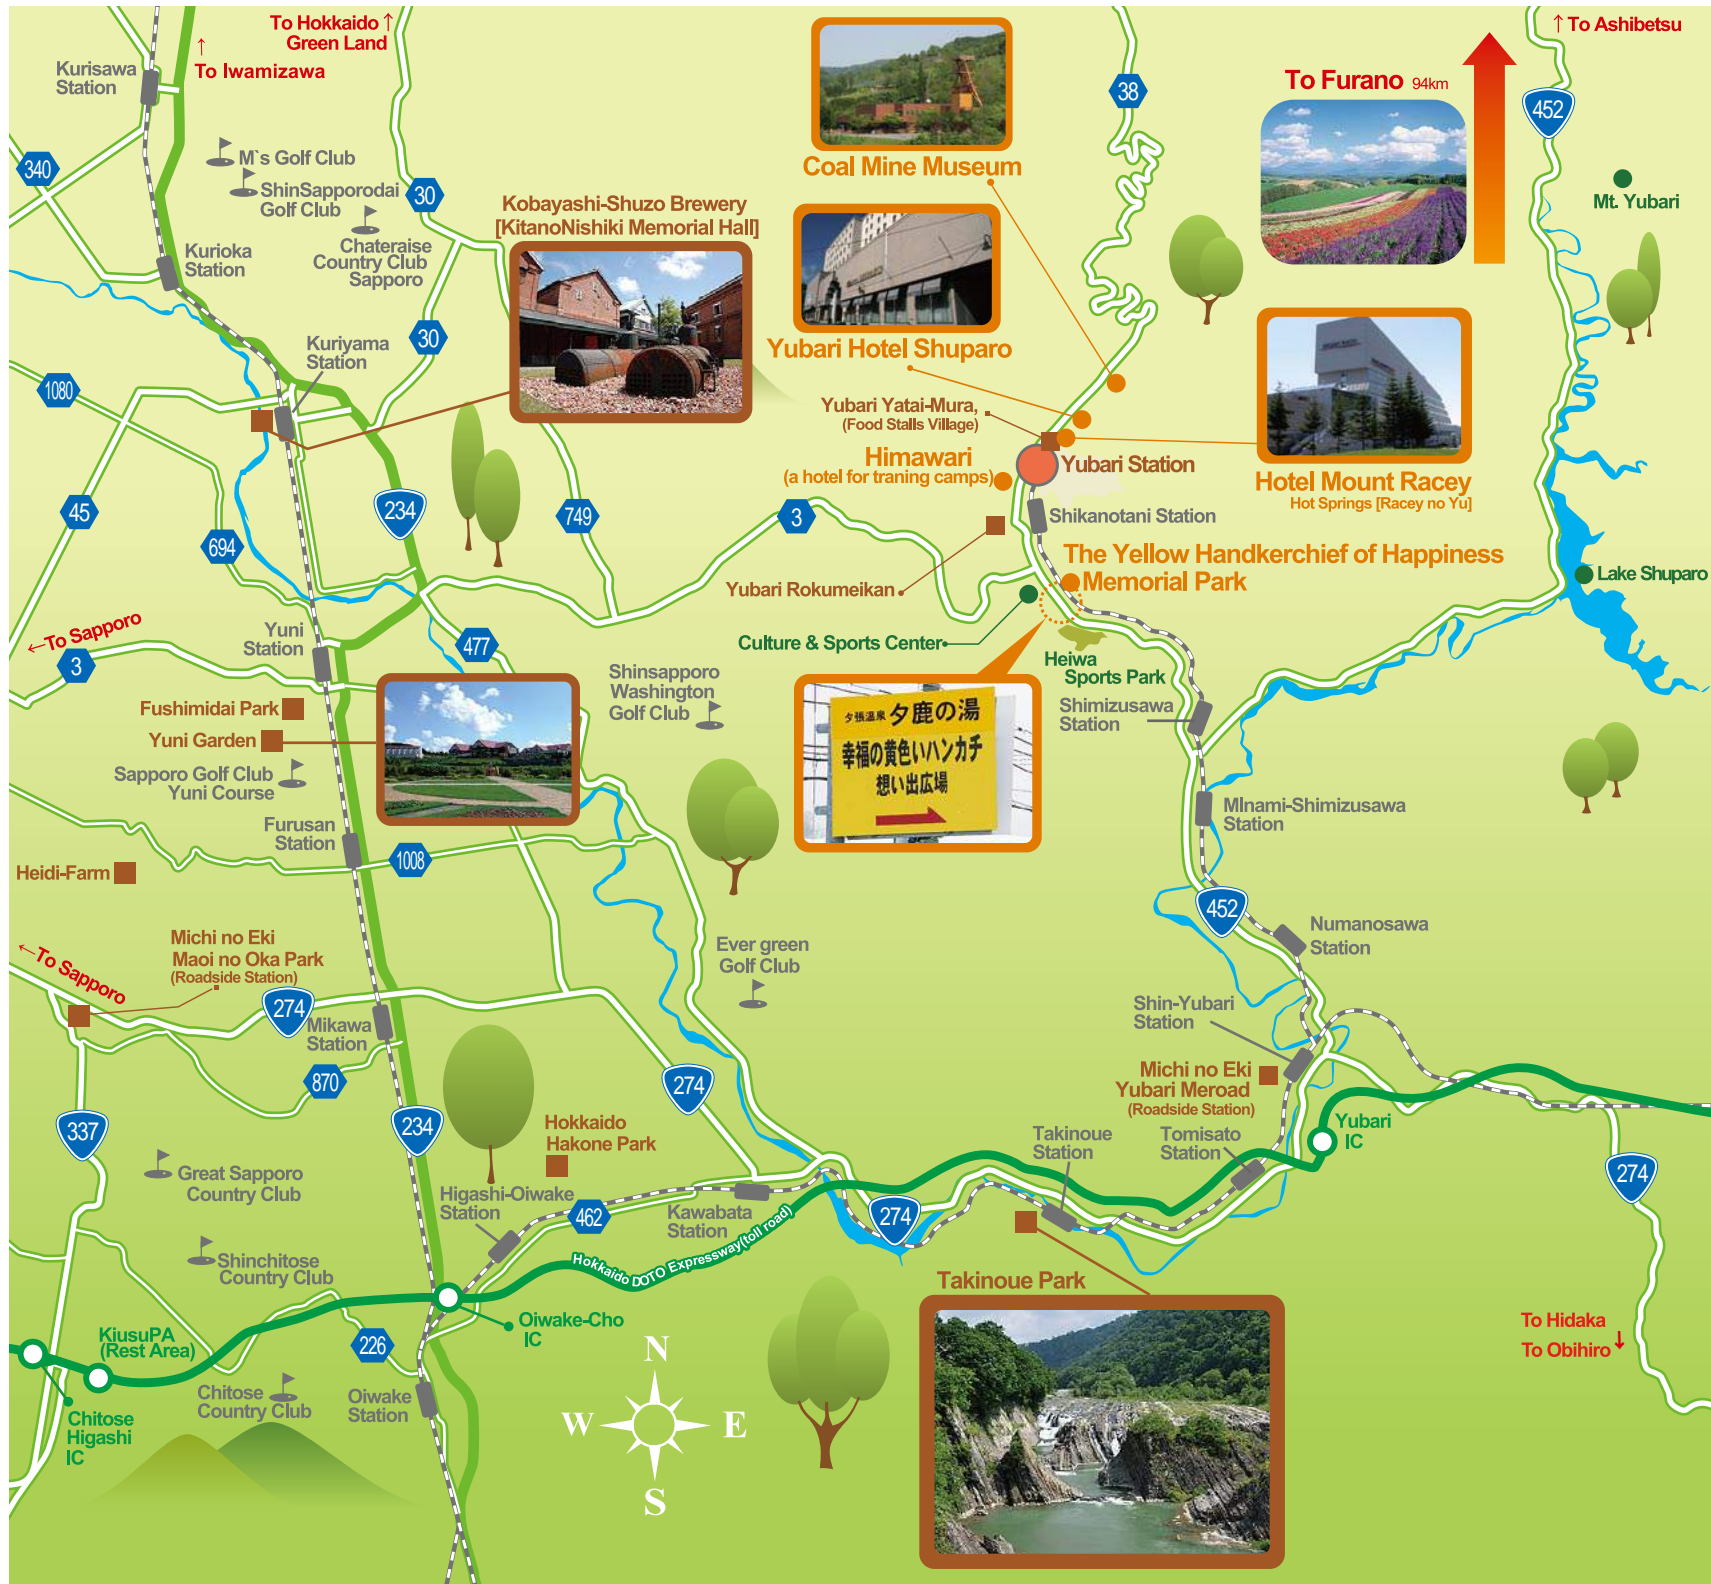 To Hokkaido ↑
Green Land
↑
To Iwamizawa
Kurisawa
Station
38
To Furano 94km
↑ To Ashibetsu
452
340
M`s Golf Club
ShinSapporodai
Golf Club
30
Chateraise
Country Club
Sapporo
Kurioka
Station
Kobayashi-Shuzo Brewery
[KitanoNishiki Memorial Hall]
Coal Mine Museum
Mt. Yubari
30
Kuriyama
Station
Yubari Hotel Shuparo
1080
Yubari Yatai-Mura,
(Food Stalls Village)
Himawari
(a hotel for traning camps)
Yubari Station
Hotel Mount Racey
Hot Springs [Racey no Yu]
45
234
749
3
Shikanotani Station
694
The Yellow Handkerchief of Happiness
Memorial Park
Lake Shuparo
Yubari Rokumeikan
←To Sapporo
3
Yuni
Station
477
Culture & Sports Center
Heiwa
Sports Park
Shinsapporo
Washington
Golf Club
Shimizusawa
Station
夕張温泉 夕鹿の湯
幸福の黄色いハンカチ
想い出広場
Fushimidai Park
Yuni Garden
Sapporo Golf Club
Yuni Course
Furusan
Station
1008
MInami-Shimizusawa
Station
Heidi-Farm
452
Numanosawa
Station
Michi no Eki
Maoi no Oka Park
(Roadside Station)
←To Sapporo
Ever green
Golf Club
274
Mikawa
Station
Shin-Yubari
Station
870
274
Michi no Eki
Yubari Meroad
(Roadside Station)
337
234
Hokkaido
Hakone Park
Takinoue
Station
Tomisato
Station
Yubari
IC
274
Great Sapporo
Country Club
Higashi-Oiwake
Station
462
Kawabata
Station
274
Shinchitose
Country Club
Hokkaido DOTO Expressway(toll road)
Takinoue Park
KiusuPA
(Rest Area)
226
Oiwake-Cho
IC
To Hidaka
To Obihiro ↓
Chitose
Higashi
IC
Chitose
Country Club
Oiwake
Station
N
W E
S